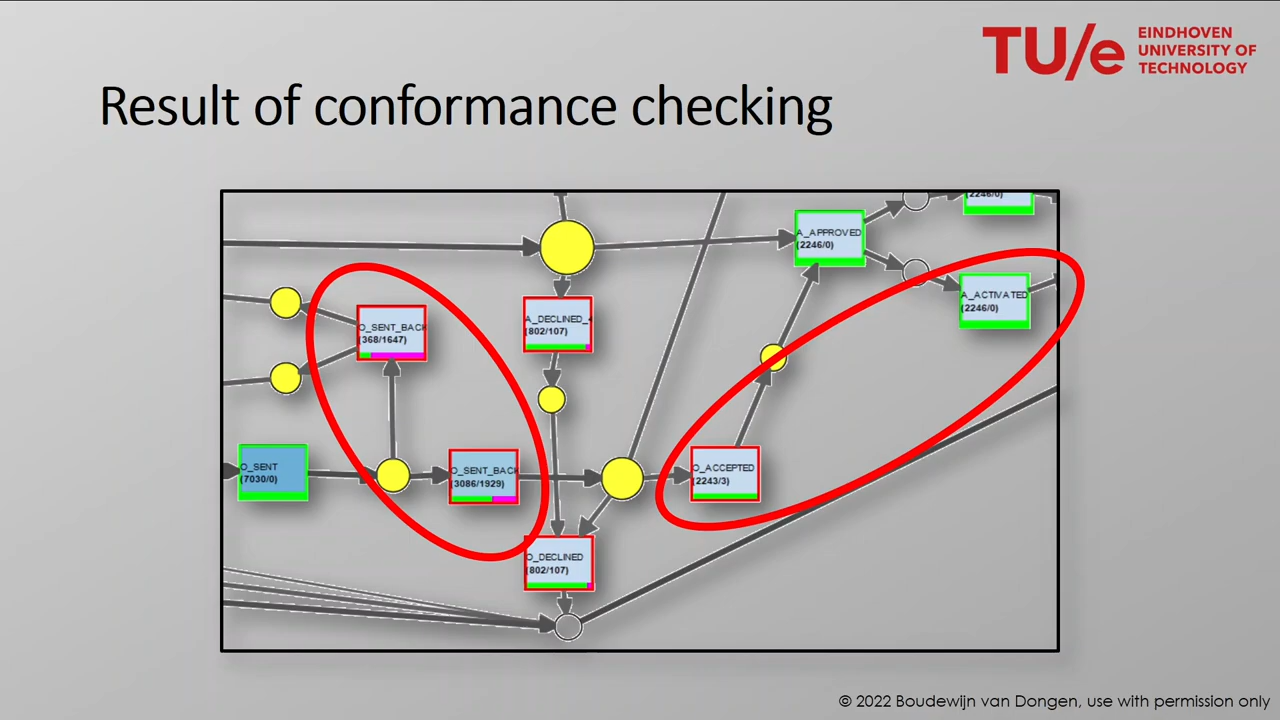 TU/e
EINDHOVEN
UNIVERSITY OF
TECHNOLOGY
Result of conformance checking
(2246/0)
A_APPROVED
(2246/0)
A_ACTIVATED
(2246/0)
O_SENT_BACK
(368/1647)
A_DECLINED_
(802/107)
O_SENT
(7030/0)
O_SENT_BACK
(3086/1929)
O_ACCEPTED
(2243/3)
O_DECLINED
(802/107)
© 2022 Boudewijn van Dongen, use with permission only